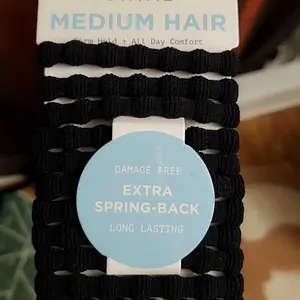 MEDIUM HAIR
Firm Hold + All Day Comfort
DAMAGE FREE
EXTRA
SPRING-BACK
LONG LASTING